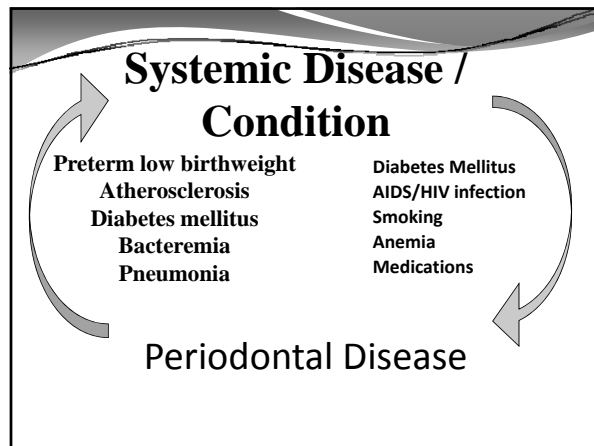 Systemic Disease /
Condition
Preterm low birthweight
Atherosclerosis
Diabetes mellitus
Bacteremia
Pneumonia
Diabetes Mellitus
AIDS/HIV infection
Smoking
Anemia
Medications
Periodontal Disease